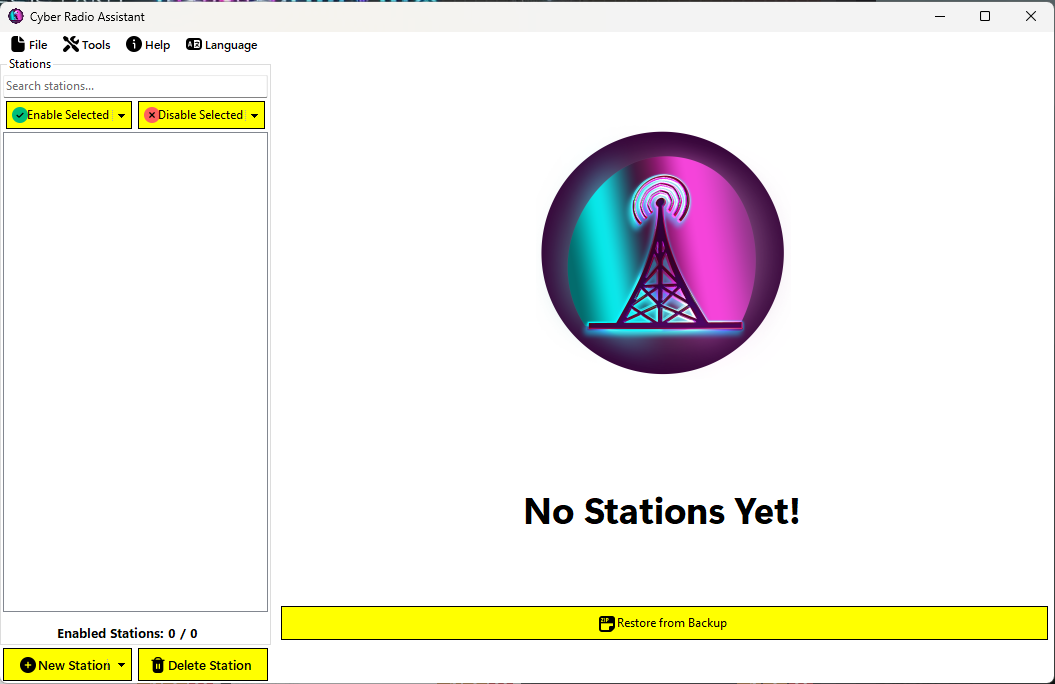 Cyber Radio Assistant
File Tools Help Language
Stations
Search stations...
Enable Selected Disable Selected
No Stations Yet!
ZIP Restore from Backup
Enabled Stations: 0 / 0
New Station Delete Station